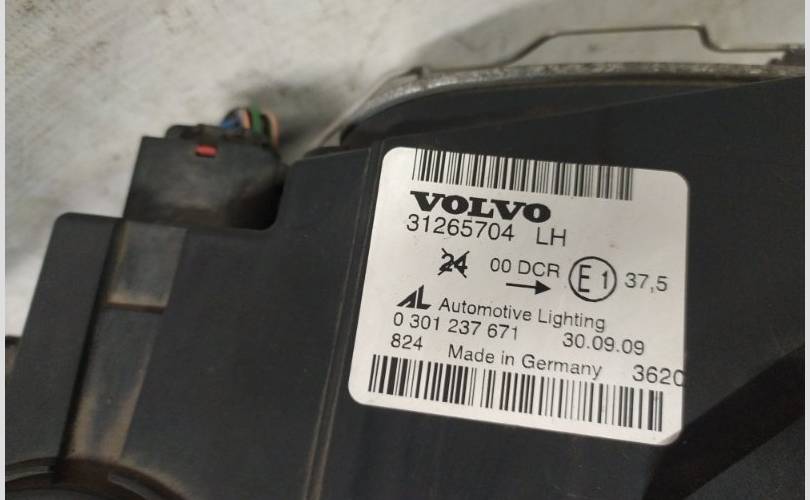 VOLVO
31265704 LH
24 00 DCR E1 37,5
AL Automotive Lighting
0 301 237 671 30.09.09
824 Made in Germany 3620